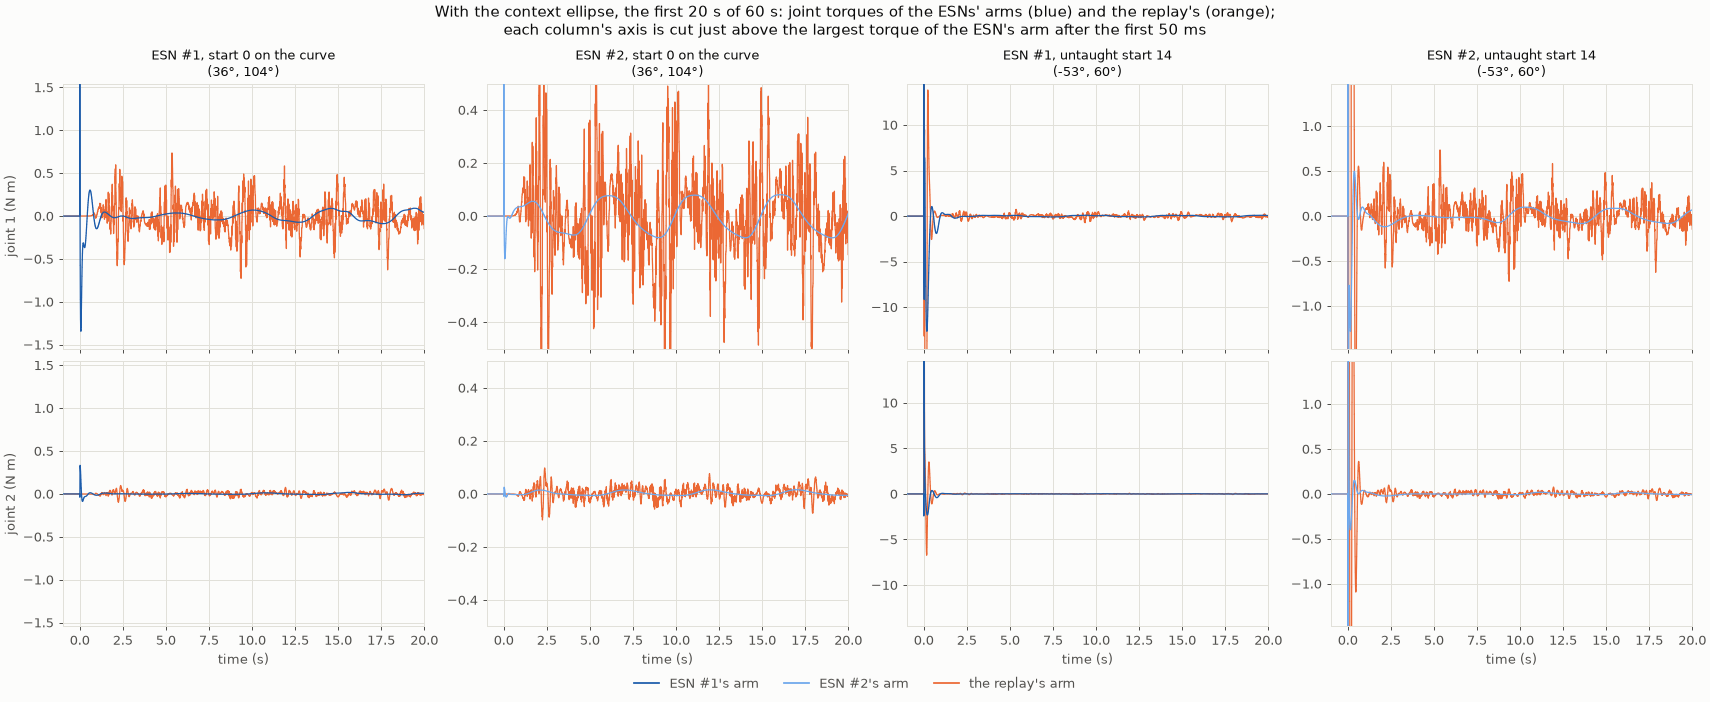 With the context ellipse, the first 20 s of 60 s: joint torques of the ESNs' arms (blue) and the replay's (orange);
each column's axis is cut just above the largest torque of the ESN's arm after the first 50 ms
ESN #1, start 0 on the curve
(36°, 104°)
ESN #2, start 0 on the curve
(36°, 104°)
ESN #1, untaught start 14
(-53°, 60°)
ESN #2, untaught start 14
(-53°, 60°)
joint 1 (N m)
1.5
1.0
0.5
0.0
−0.5
−1.0
−1.5
0.4
0.2
0.0
−0.2
−0.4
10
5
0
−5
−10
1.0
0.5
0.0
−0.5
−1.0
joint 2 (N m)
1.5
1.0
0.5
0.0
−0.5
−1.0
−1.5
0.4
0.2
0.0
−0.2
−0.4
10
5
0
−5
−10
1.0
0.5
0.0
−0.5
−1.0
0.0 2.5 5.0 7.5 10.0 12.5 15.0 17.5 20.0
0.0 2.5 5.0 7.5 10.0 12.5 15.0 17.5 20.0
0.0 2.5 5.0 7.5 10.0 12.5 15.0 17.5 20.0
0.0 2.5 5.0 7.5 10.0 12.5 15.0 17.5 20.0
time (s)
time (s)
time (s)
time (s)
ESN #1's arm
ESN #2's arm
the replay's arm